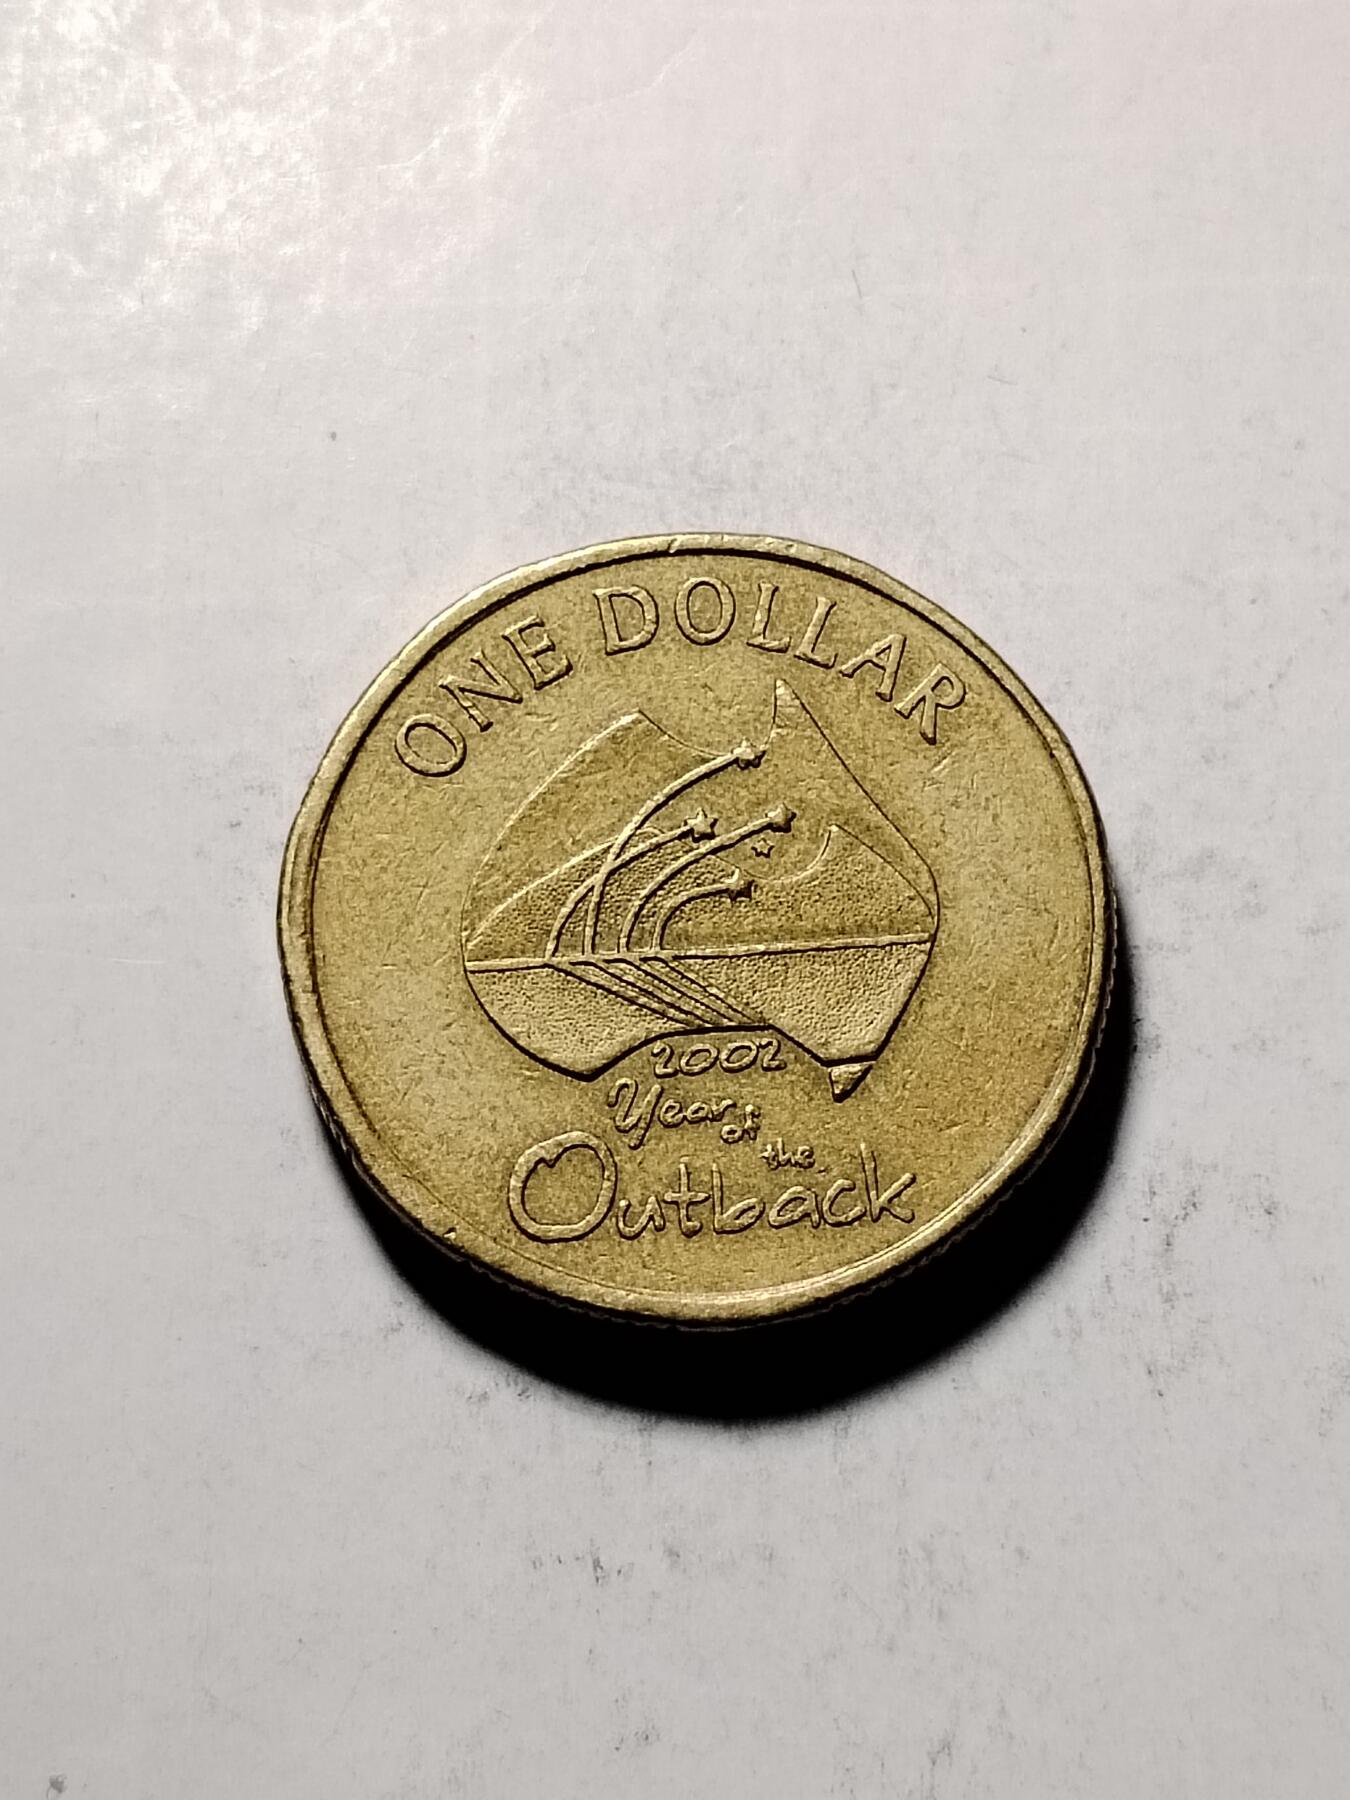 ONE DOLLAR
2002
Year of the
Outback